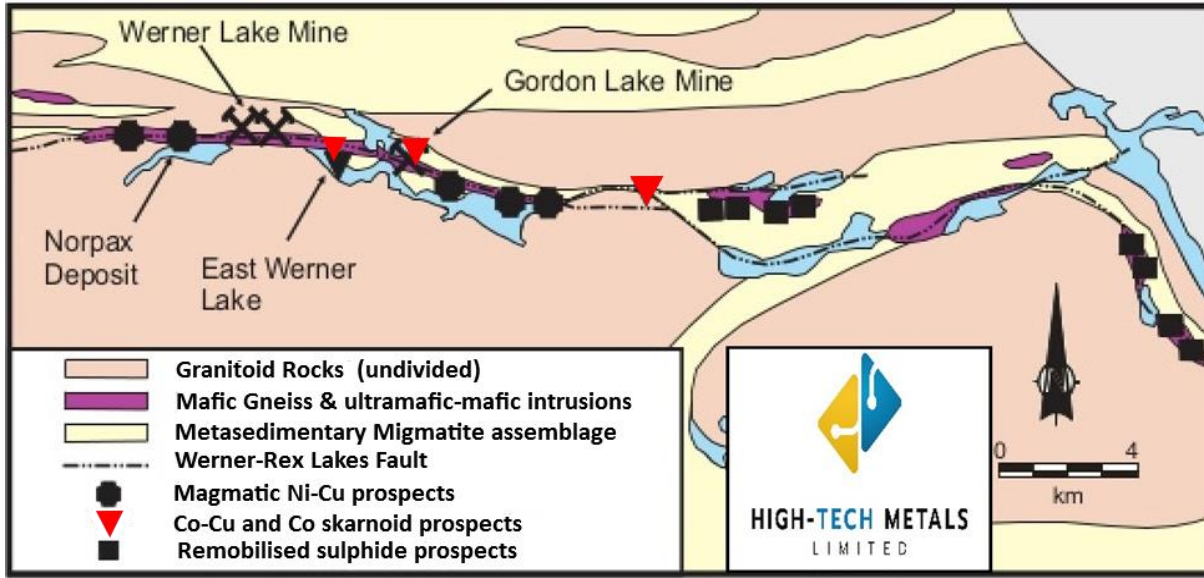 Werner Lake Mine
Gordon Lake Mine
Norpax
Deposit
East Werner
Lake
Granitoid Rocks (undivided)
Mafic Gneiss & ultramafic-mafic intrusions
Metasedimentary Migmatite assemblage
Werner-Rex Lakes Fault
Magmatic Ni-Cu prospects
Co-Cu and Co skarnoid prospects
Remobilised sulphide prospects
HIGH-TECH METALS
LIMITED
0 4
km